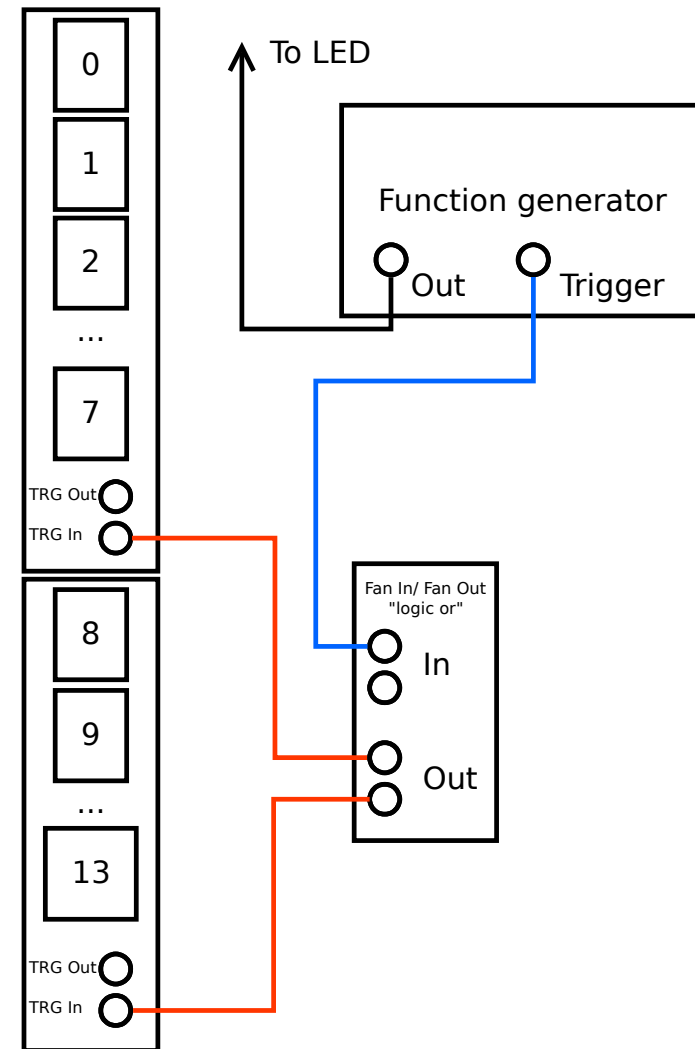 0
1
2
...
7
TRG Out
TRG In
8
9
...
13
TRG Out
TRG In
To LED
Function generator
Out
Trigger
Fan In/ Fan Out
"logic or"
In
Out